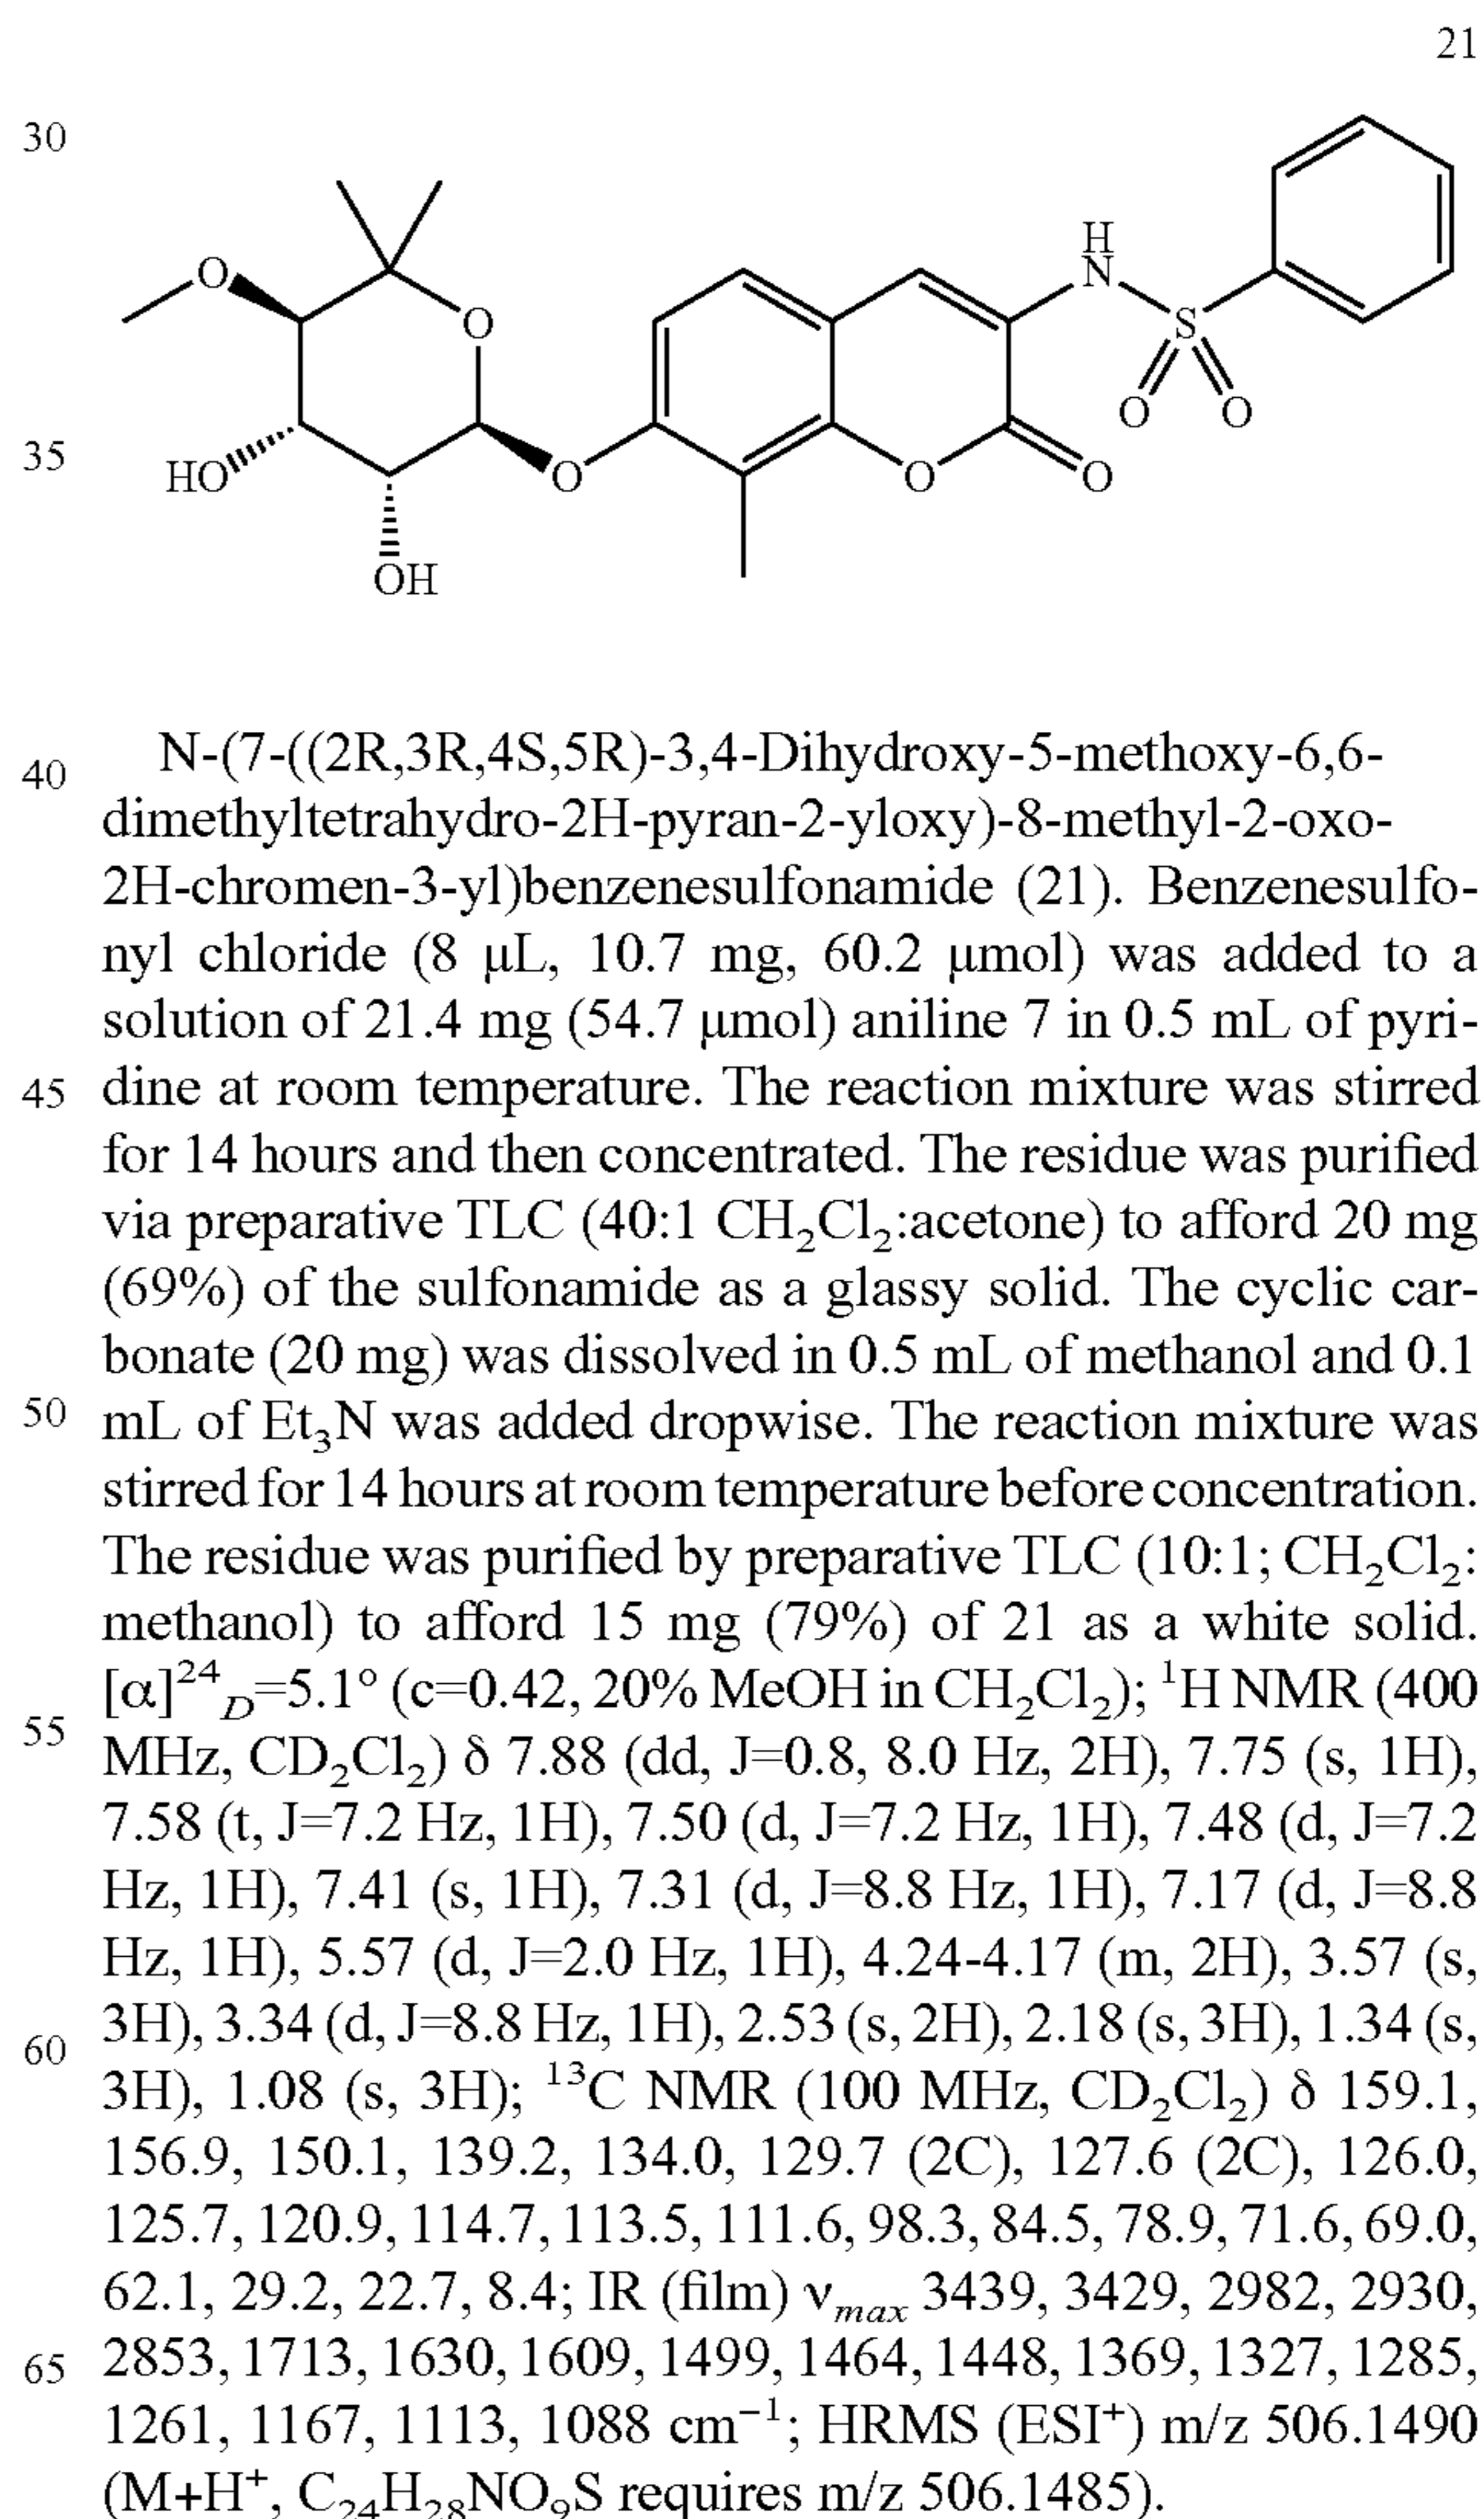 21
30
H
N
O
O
S
O
O
35
HO
O
O
O
OH
N-(7-((2R,3R,4S,5R)-3,4-Dihydroxy-5-methoxy-6,6-
40
dimethyltetrahydro-2H-pyran-2-yloxy)-8-methyl-2-oxo-
2H-chromen-3-yl)benzenesulfonamide (21). Benzenesulfo-
nyl chloride (8 μL, 10.7 mg, 60.2 μmol) was added to a
solution of 21.4 mg (54.7 μmol) aniline 7 in 0.5 mL of pyri-
45 dine at room temperature. The reaction mixture was stirred
for 14 hours and then concentrated. The residue was purified
via preparative TLC (40:1 CH₂Cl₂:acetone) to afford 20 mg
(69%) of the sulfonamide as a glassy solid. The cyclic car-
bonate (20 mg) was dissolved in 0.5 mL of methanol and 0.1
50 mL of Et₃N was added dropwise. The reaction mixture was
stirred for 14 hours at room temperature before concentration.
The residue was purified by preparative TLC (10:1; CH₂Cl₂:
methanol) to afford 15 mg (79%) of 21 as a white solid.
[α]²⁴_D=5.1° (c=0.42, 20% MeOH in CH₂Cl₂); ¹H NMR (400
55
MHz, CD₂Cl₂) δ 7.88 (dd, J=0.8, 8.0 Hz, 2H), 7.75 (s, 1H),
7.58 (t, J=7.2 Hz, 1H), 7.50 (d, J=7.2 Hz, 1H), 7.48 (d, J=7.2
Hz, 1H), 7.41 (s, 1H), 7.31 (d, J=8.8 Hz, 1H), 7.17 (d, J=8.8
Hz, 1H), 5.57 (d, J=2.0 Hz, 1H), 4.24-4.17 (m, 2H), 3.57 (s,
3H), 3.34 (d, J=8.8 Hz, 1H), 2.53 (s, 2H), 2.18 (s, 3H), 1.34 (s,
60
3H), 1.08 (s, 3H); ¹³C NMR (100 MHz, CD₂Cl₂) δ 159.1,
156.9, 150.1, 139.2, 134.0, 129.7 (2C), 127.6 (2C), 126.0,
125.7, 120.9, 114.7, 113.5, 111.6, 98.3, 84.5, 78.9, 71.6, 69.0,
62.1, 29.2, 22.7, 8.4; IR (film) ν_max 3439, 3429, 2982, 2930,
65 2853, 1713, 1630, 1609, 1499, 1464, 1448, 1369, 1327, 1285,
1261, 1167, 1113, 1088 cm⁻¹; HRMS (ESI⁺) m/z 506.1490
(M+H⁺, C₂₄H₂₈NO₉S requires m/z 506.1485).